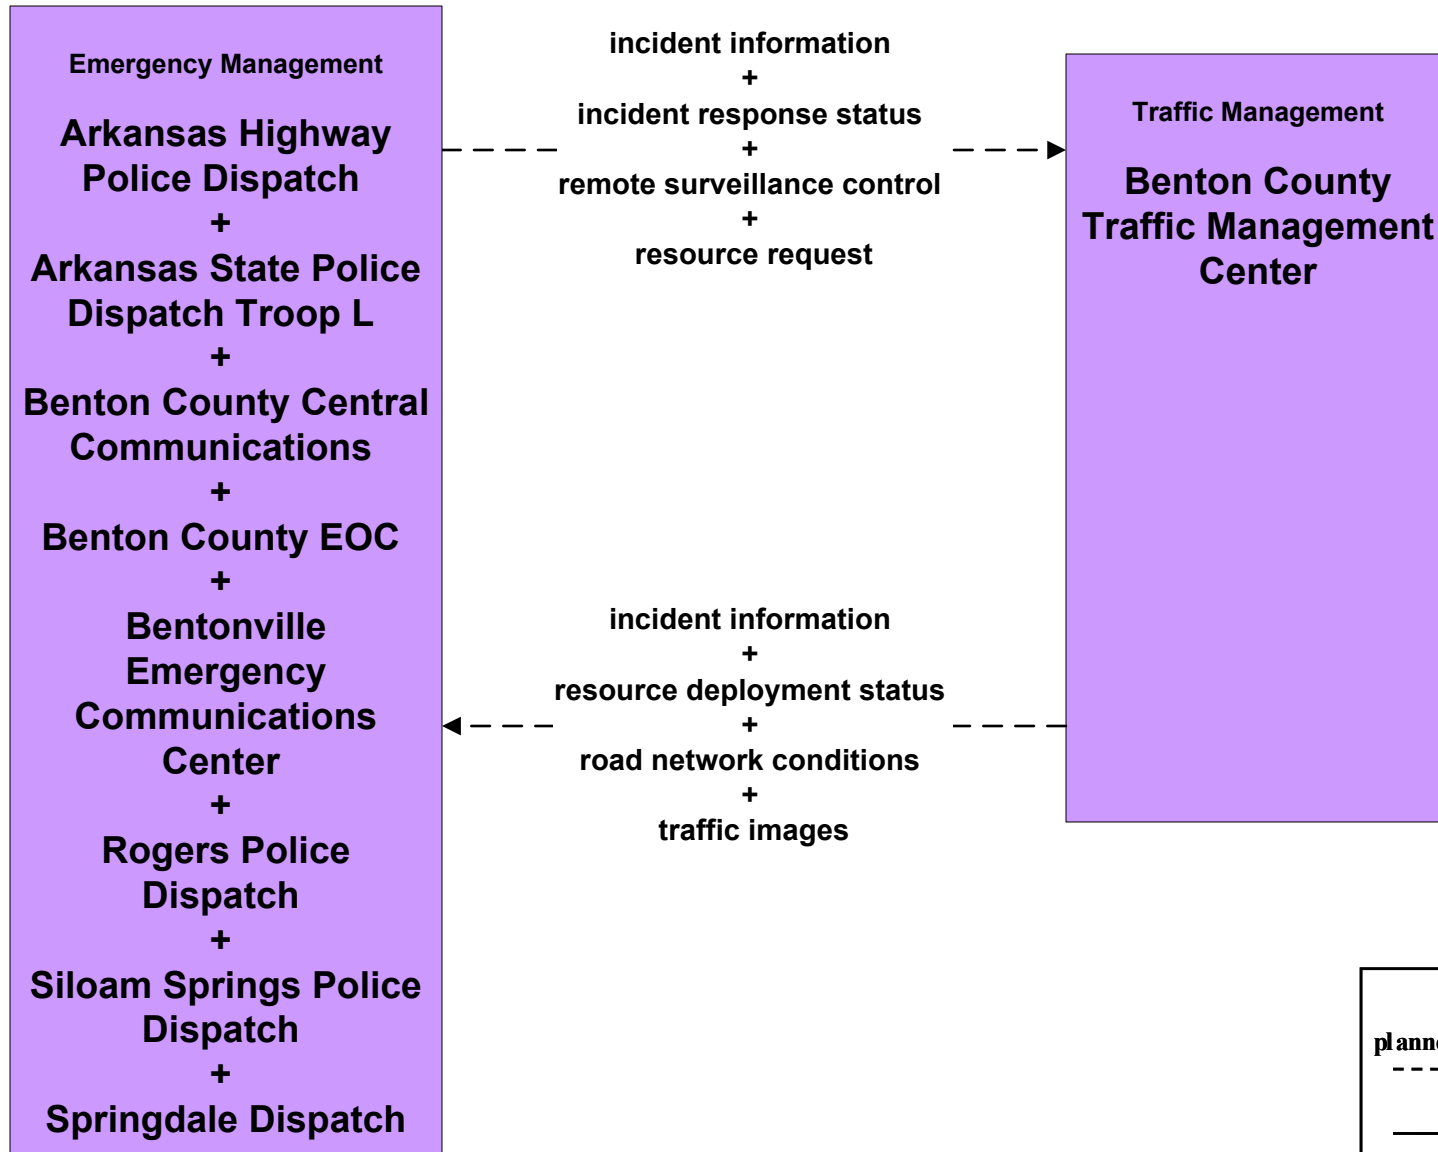 Emergency Management
Arkansas Highway
Police Dispatch
+
Arkansas State Police
Dispatch Troop L
+
Benton County Central
Communications
+
Benton County EOC
+
Bentonville
Emergency
Communications
Center
+
Rogers Police
Dispatch
+
Siloam Springs Police
Dispatch
+
Springdale Dispatch
incident information
+
incident response status
+
remote surveillance control
+
resource request
incident information
+
resource deployment status
+
road network conditions
+
traffic images
Traffic Management
Benton County
Traffic Management
Center